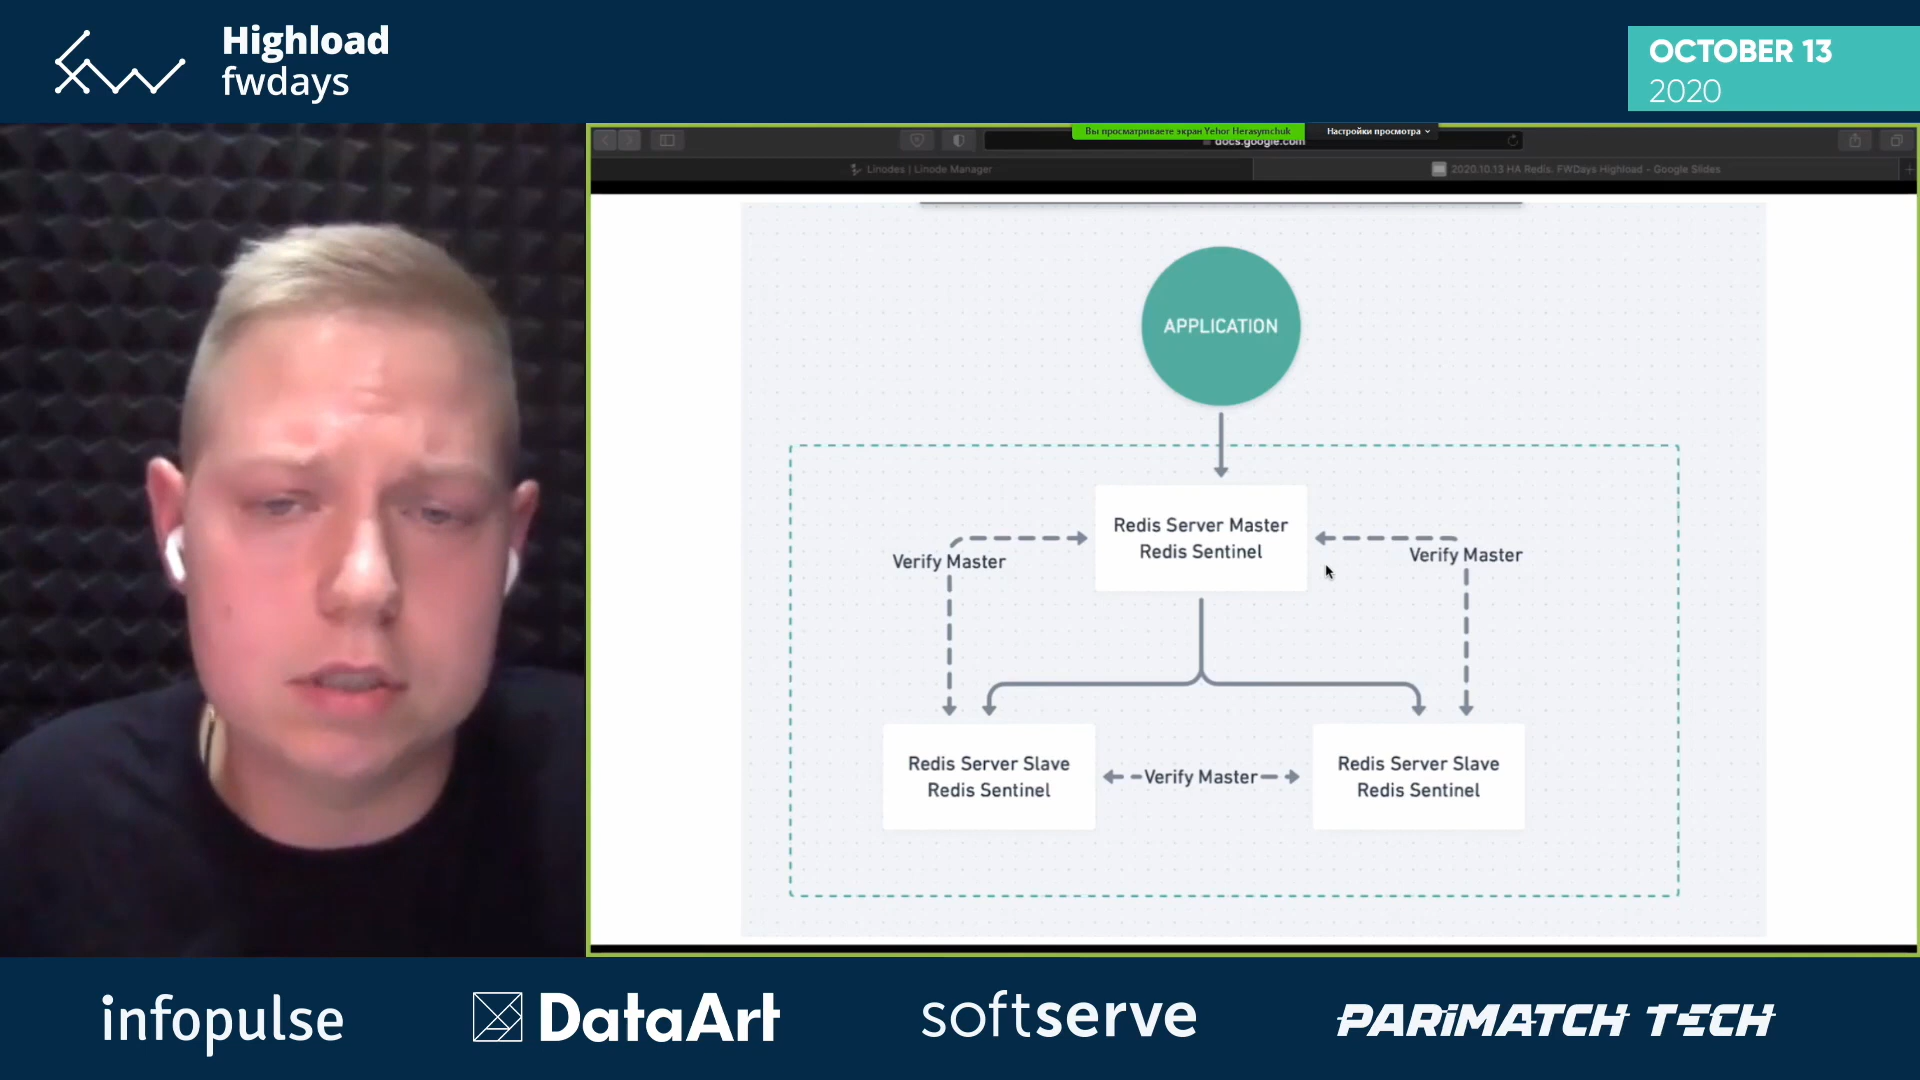 Highload
fwdays
OCTOBER 13
2020
Вы просматриваете экран Yehor Herasymchuk
Настройки просмотра
docs.google.com
Linodes | Linode Manager
2020.10.13 HA Redis. FWDays Highload - Google Slides
APPLICATION
Redis Server Master
Redis Sentinel
Verify Master
Verify Master
Redis Server Slave
Redis Sentinel
Verify Master
Redis Server Slave
Redis Sentinel
infopulse
DataArt
softserve
PARIMATCH TECH